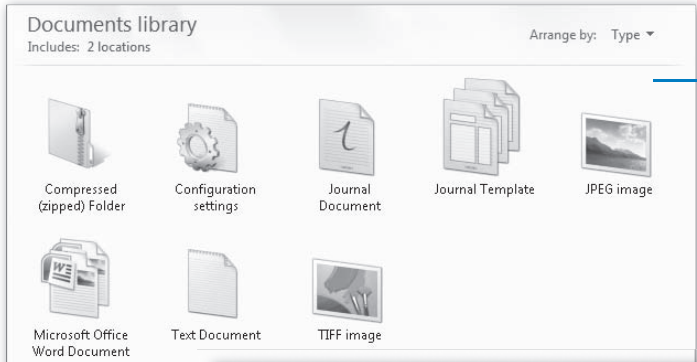 Documents library
Includes: 2 locations
Arrange by: Type
Compressed
(zipped) Folder
Configuration
settings
Journal
Document
Journal Template
JPEG image
Microsoft Office
Word Document
Text Document
TIFF image